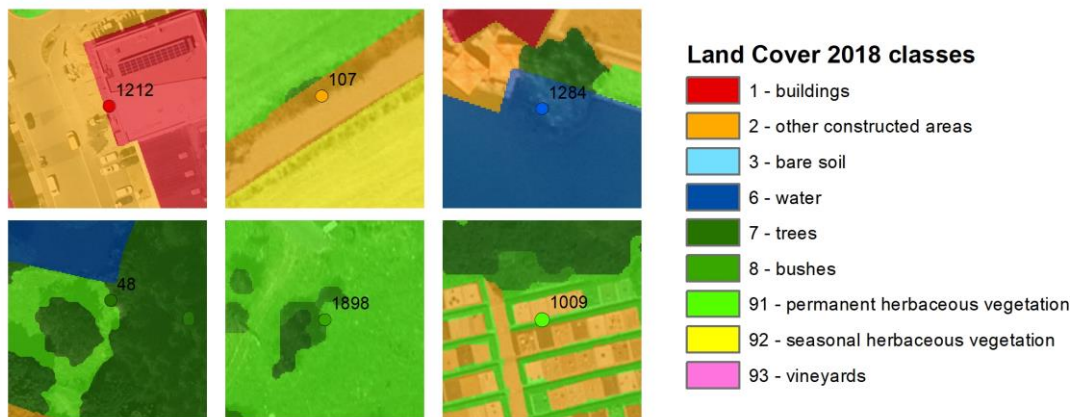 1212
107
1284
48
1898
1009
Land Cover 2018 classes
1 - buildings
2 - other constructed areas
3 - bare soil
6 - water
7 - trees
8 - bushes
91 - permanent herbaceous vegetation
92 - seasonal herbaceous vegetation
93 - vineyards